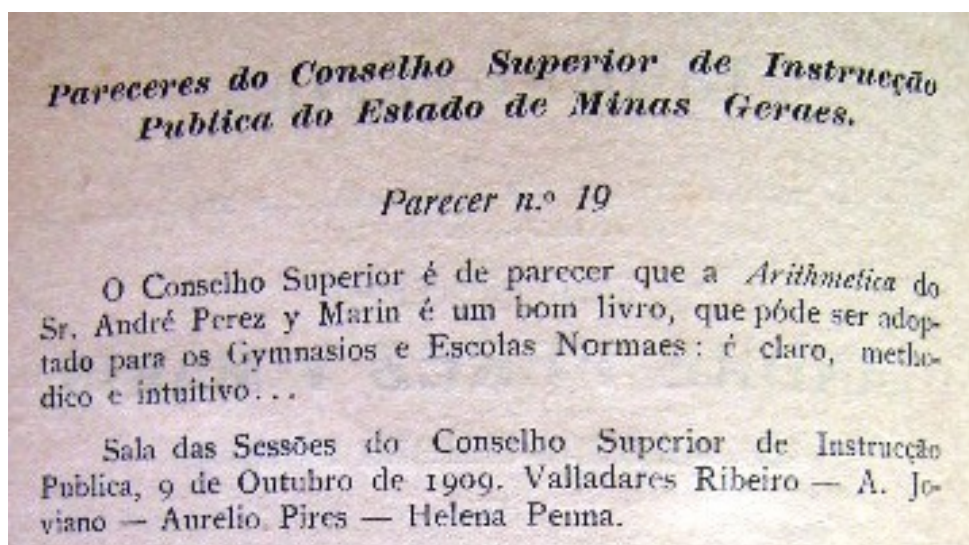 Pareceres do Conselho Superior de Instrucção
Publica do Estado de Minas Geraes.
Parecer n.º 19
O Conselho Superior é de parecer que a Arithmetica do
Sr. André Perez y Marin é um bom livro, que póde ser adop-
tado para os Gymnasios e Escolas Normaes: é claro, metho-
dico e intuitivo...
Sala das Sessões do Conselho Superior de Instrucção
Publica, 9 de Outubro de 1909. Valladares Ribeiro — A. Jo-
viano — Aurelio Pires — Helena Penna.